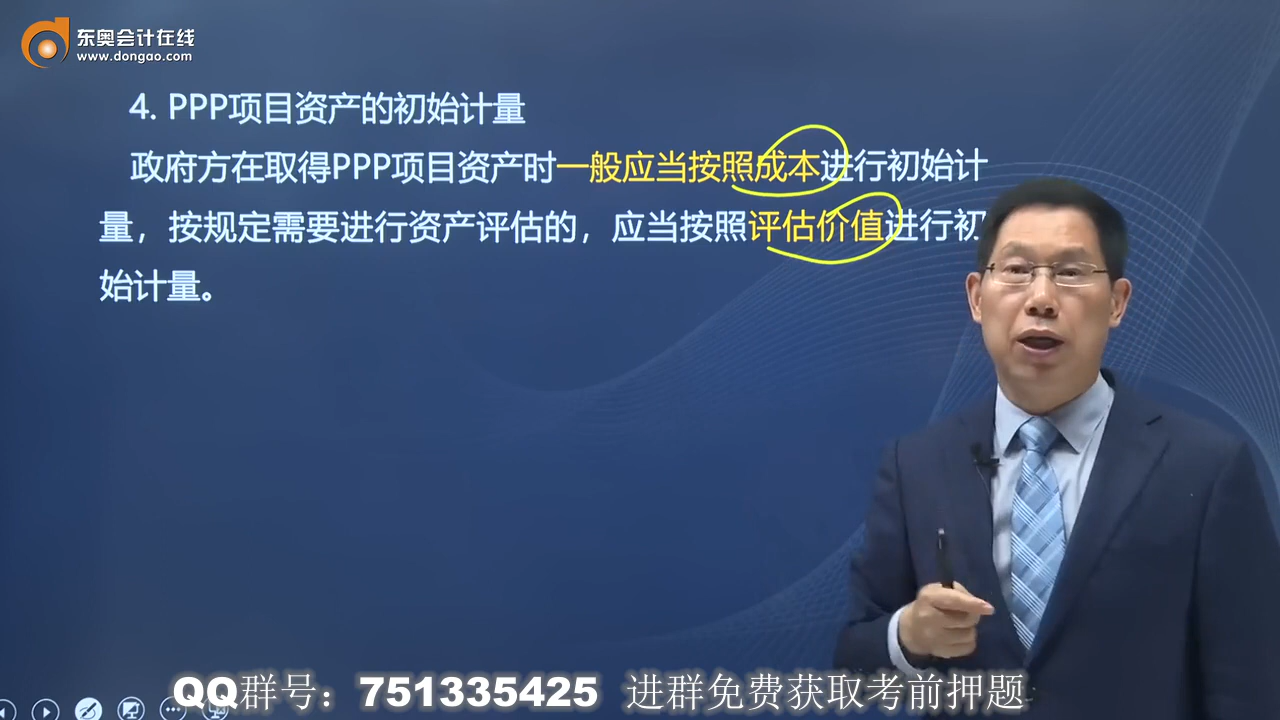 东奥会计在线
www.dongao.com
4. PPP项目资产的初始计量
政府方在取得PPP项目资产时一般应当按照成本进行初始计
量，按规定需要进行资产评估的，应当按照评估价值进行初
始计量。
QQ群号：751335425 进群免费获取考前押题